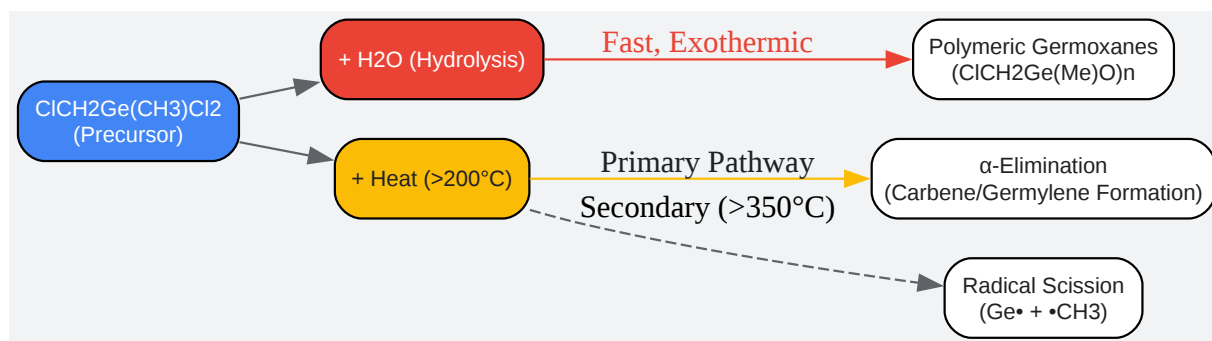 ClCH2Ge(CH3)Cl2
(Precursor)
+ H2O (Hydrolysis)
Fast, Exothermic
Polymeric Germoxanes
(ClCH2Ge(Me)O)n
+ Heat (>200°C)
Primary Pathway
α-Elimination
(Carbene/Germylene Formation)
Secondary (>350°C)
Radical Scission
(Ge• + •CH3)